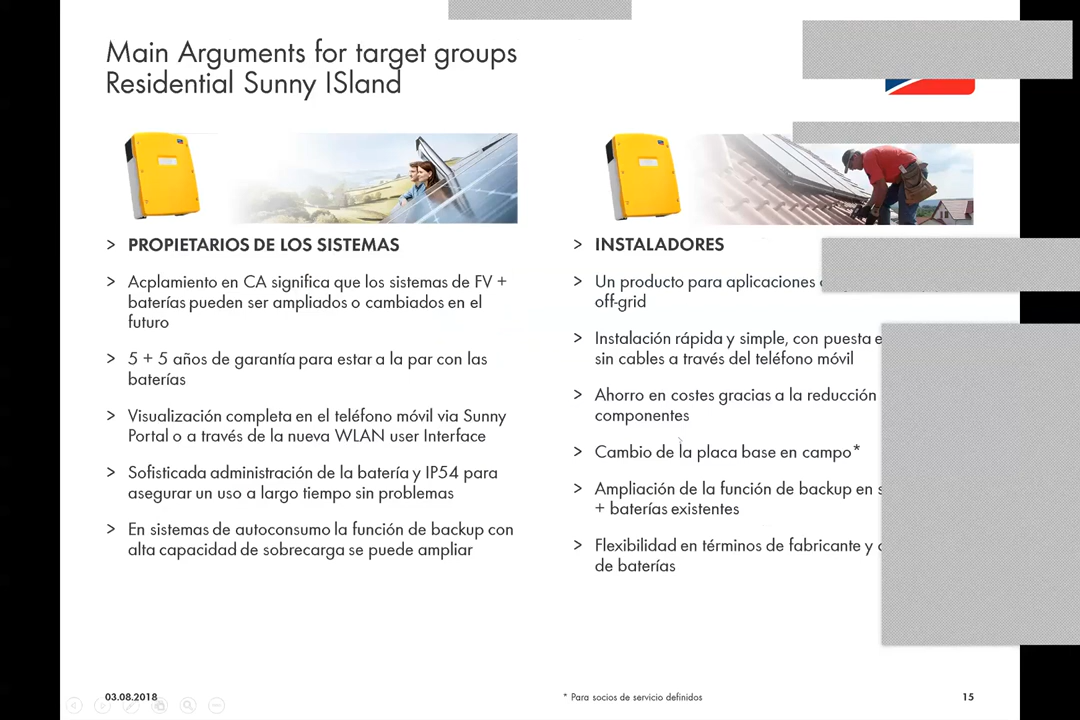 Main Arguments for target groups
Residential Sunny ISland
> PROPIETARIOS DE LOS SISTEMAS
> Acplamiento en CA significa que los sistemas de FV +
baterías pueden ser ampliados o cambiados en el
futuro
> 5 + 5 años de garantía para estar a la par con las
baterías
> Visualización completa en el teléfono móvil via Sunny
Portal o a través de la nueva WLAN user Interface
> Sofisticada administración de la batería y IP54 para
asegurar un uso a largo tiempo sin problemas
> En sistemas de autoconsumo la función de backup con
alta capacidad de sobrecarga se puede ampliar
> INSTALADORES
> Un producto para aplicaciones
off-grid
> Instalación rápida y simple, con puesta
sin cables a través del teléfono móvil
> Ahorro en costes gracias a la reducción
componentes
> Cambio de la placa base en campo*
> Ampliación de la función de backup en
+ baterías existentes
> Flexibilidad en términos de fabricante y
de baterías
03.08.2018
* Para socios de servicio definidos
15